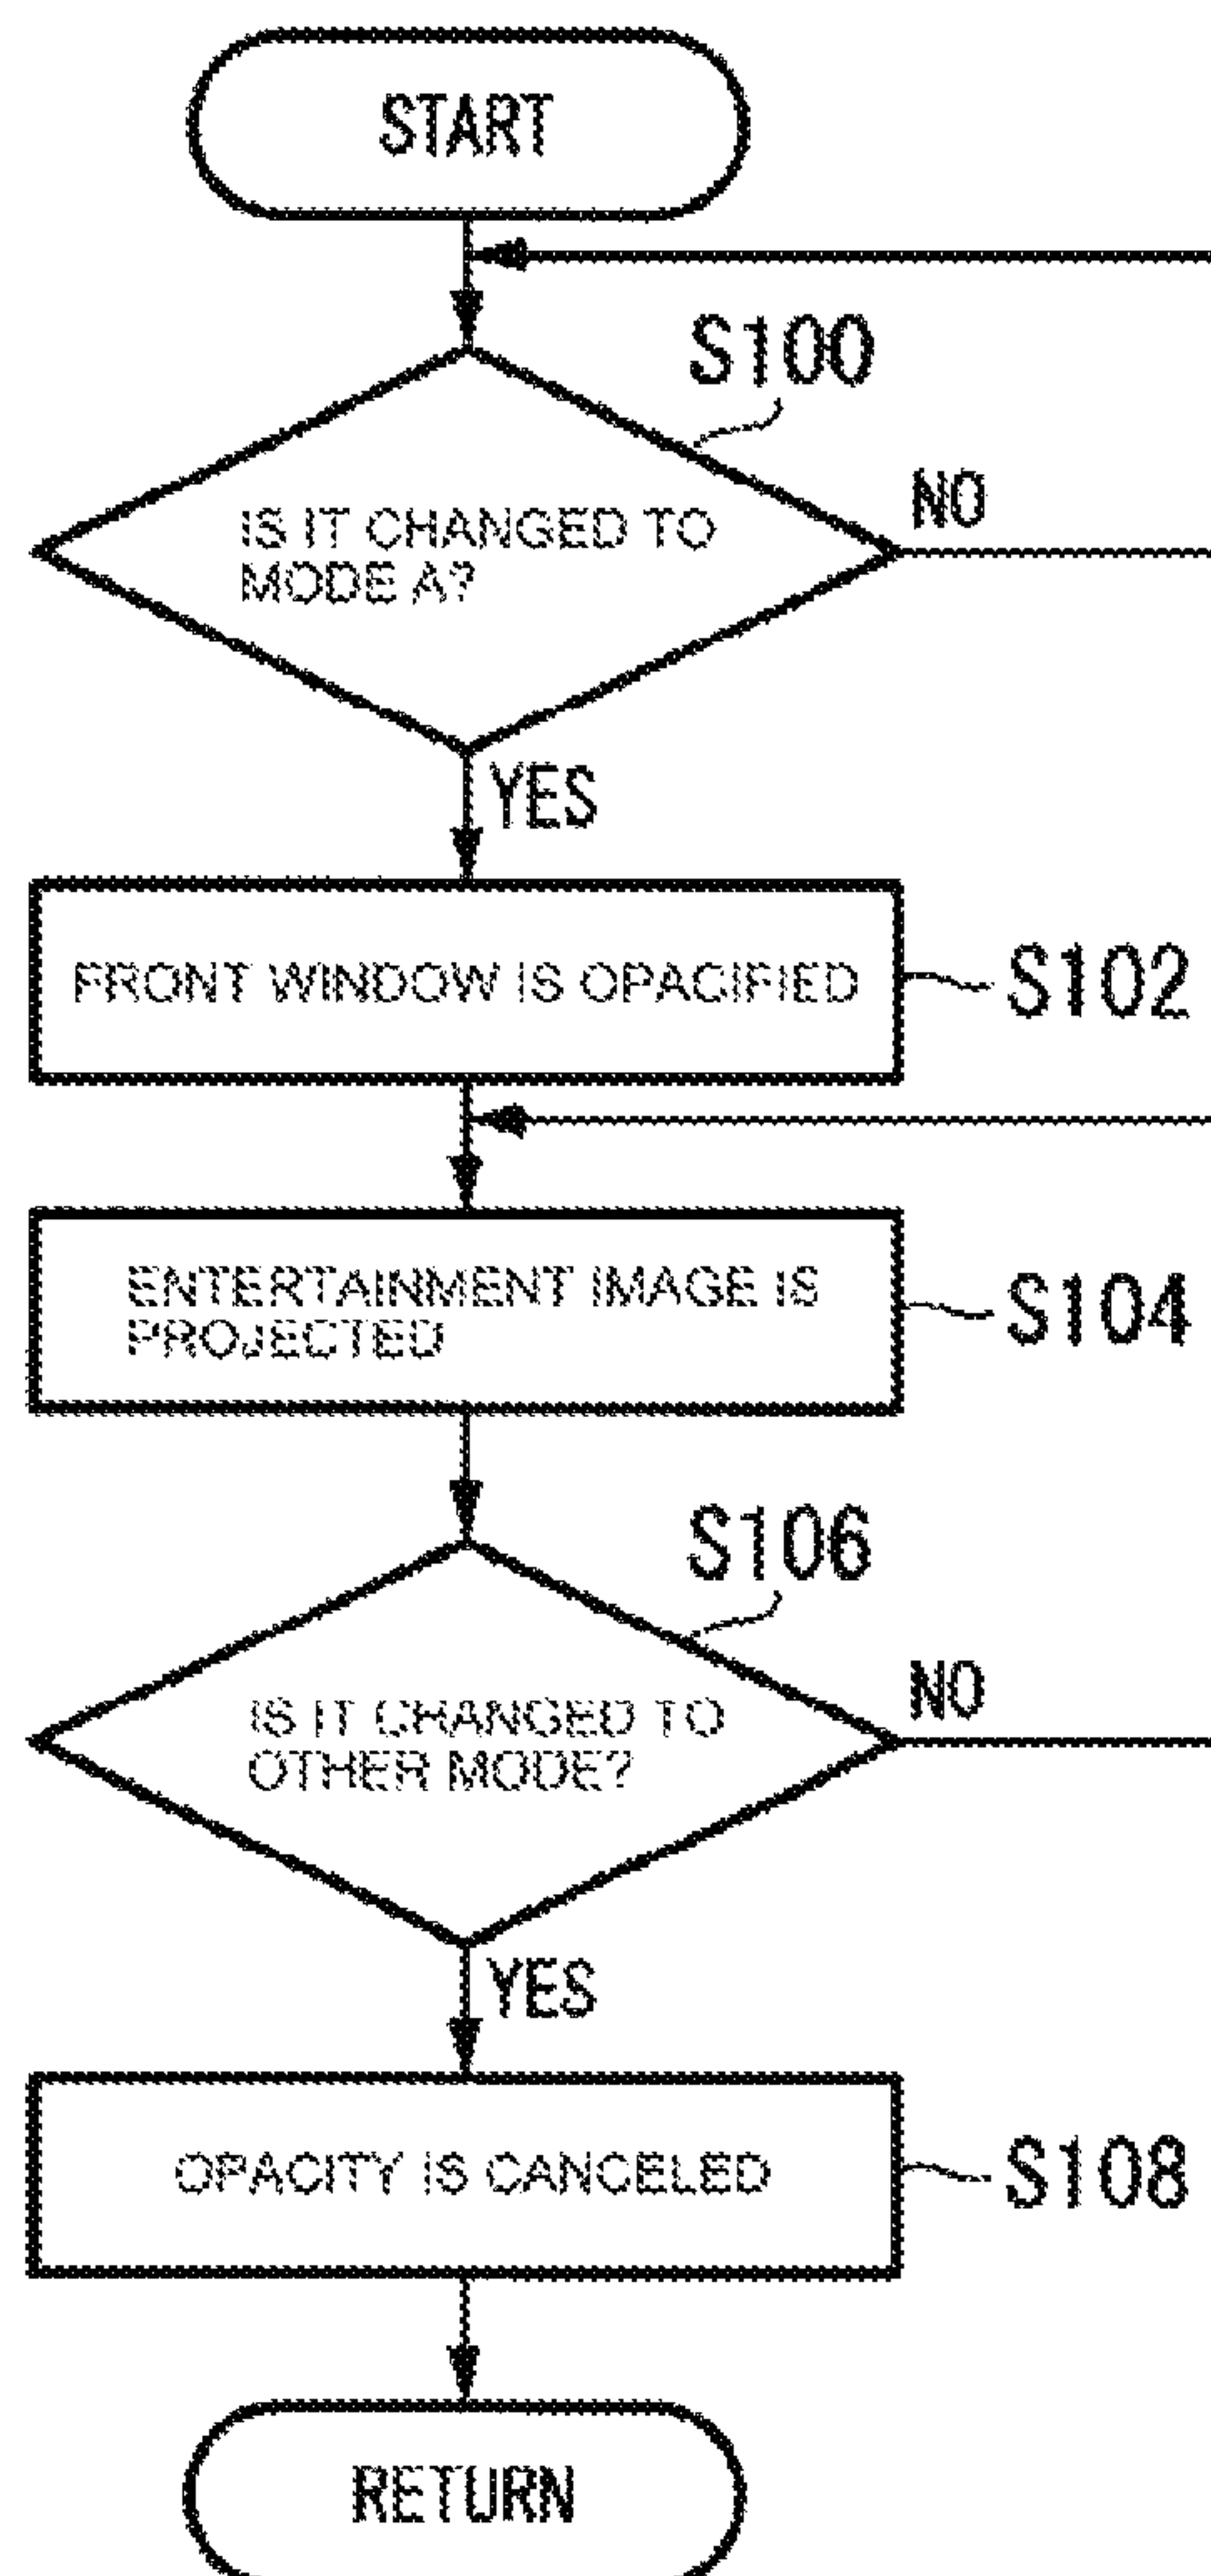 START
S100
NO
IS IT CHANGED TO
MODE A?
YES
FRONT WINDOW IS OPACIFIED
S102
ENTERTAINMENT IMAGE IS
PROJECTED
S104
S106
NO
IS IT CHANGED TO
OTHER MODE?
YES
OPACITY IS CANCELED
S108
RETURN